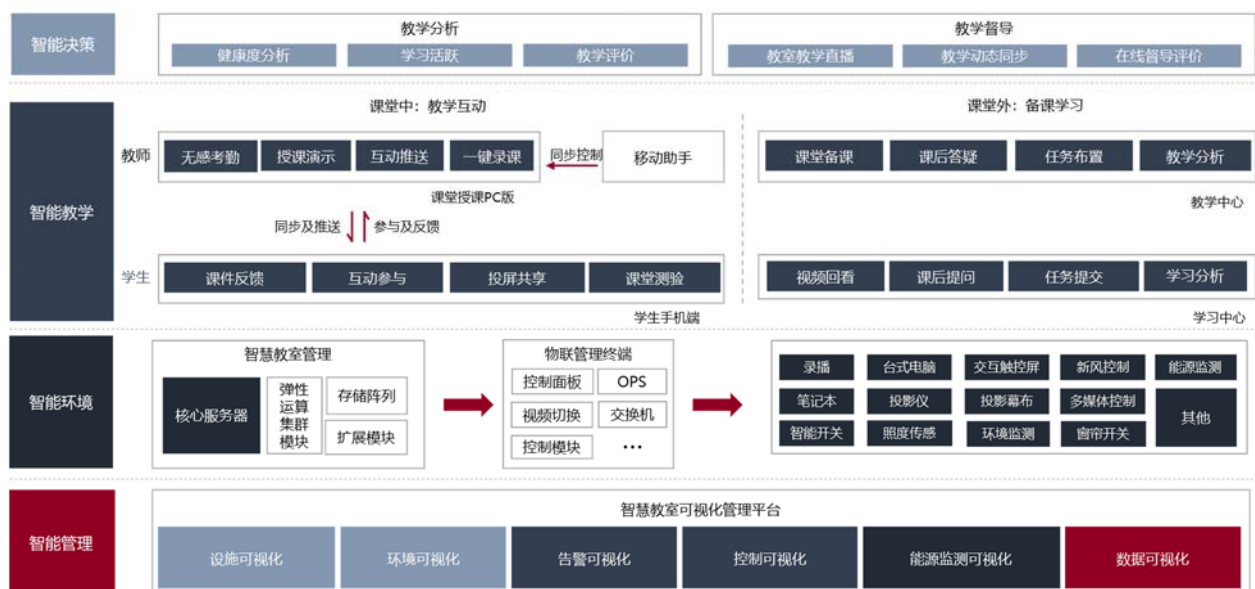 智能决策
教学分析
健康度分析 学习活跃 教学评价
教学督导
教室教学直播 教学动态同步 在线督导评价
智能教学
课堂中：教学互动
教师
无感考勤 授课演示 互动推送 一键录课
同步控制
移动助手
课堂授课PC版
同步及推送 参与及反馈
学生
课件反馈 互动参与 投屏共享 课堂测验
学生手机端
课堂外：备课学习
课堂备课 课后答疑 任务布置 教学分析
教学中心
视频回看 课后提问 任务提交 学习分析
学习中心
智能环境
智慧教室管理
核心服务器
弹性
运算
集群
模块
存储阵列
扩展模块
物联管理终端
控制面板 OPS
视频切换 交换机
控制模块 ···
录播 台式电脑 交互触控屏 新风控制 能源监测
笔记本 投影仪 投影幕布 多媒体控制
其他
智能开关 照度传感 环境监测 窗帘开关
智能管理
智慧教室可视化管理平台
设施可视化 环境可视化 告警可视化 控制可视化 能源监测可视化 数据可视化